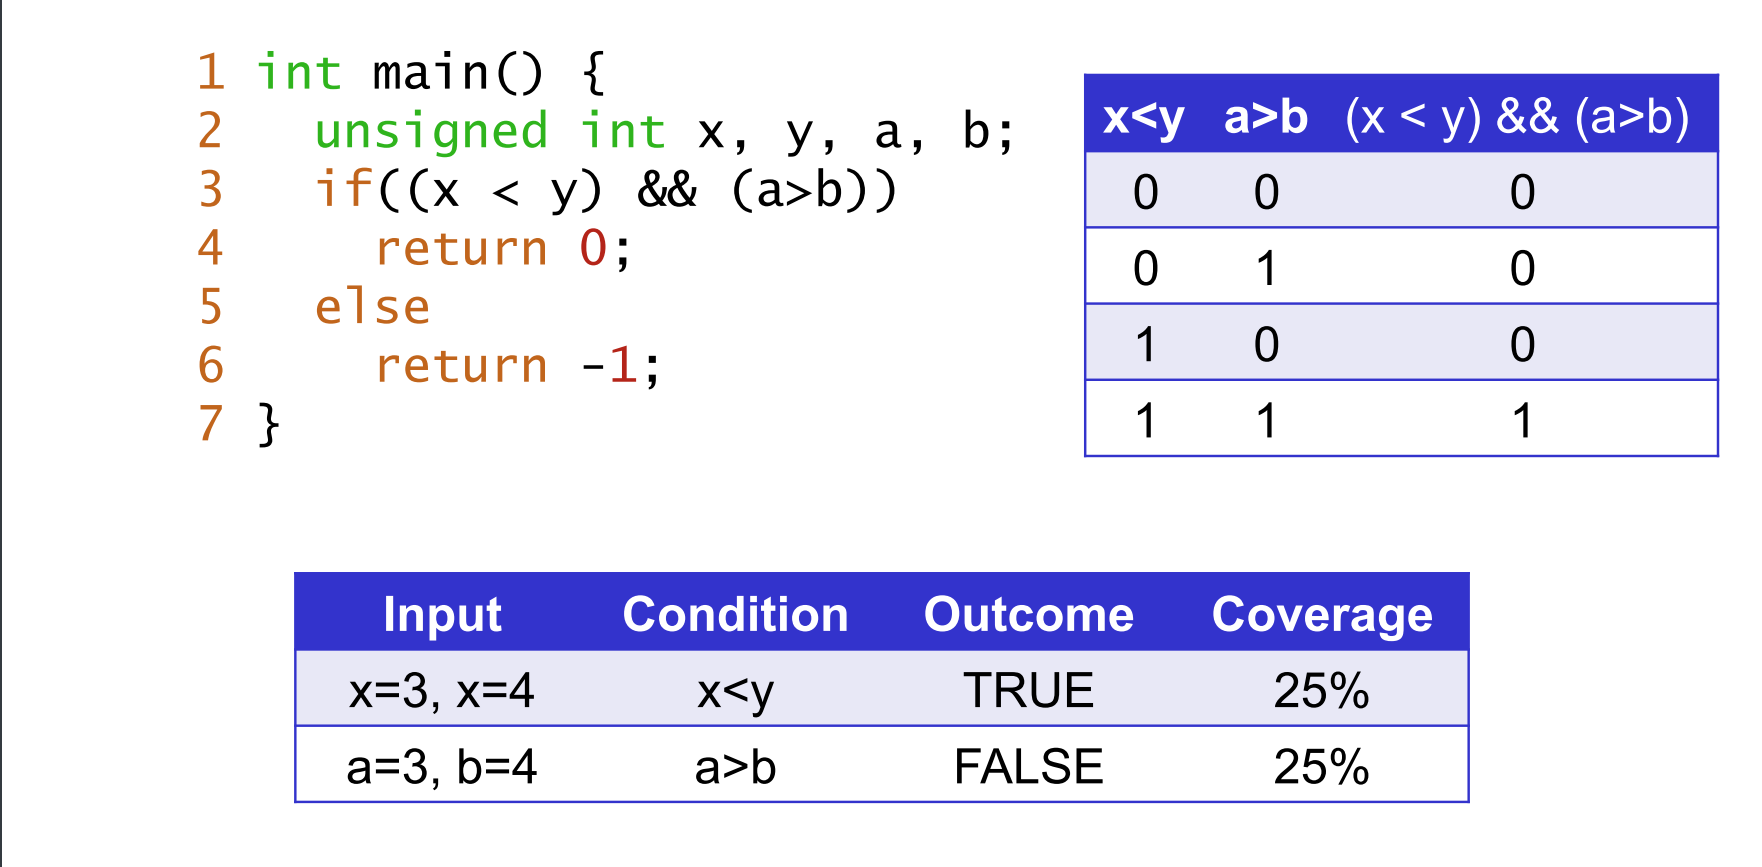 1 int main() {
2   unsigned int x, y, a, b;
3   if((x < y) && (a>b))
4     return 0;
5   else
6     return -1;
7 }
x<y a>b (x < y) && (a>b)
0 0 0
0 1 0
1 0 0
1 1 1
Input Condition Outcome Coverage
x=3, x=4 x<y TRUE 25%
a=3, b=4 a>b FALSE 25%